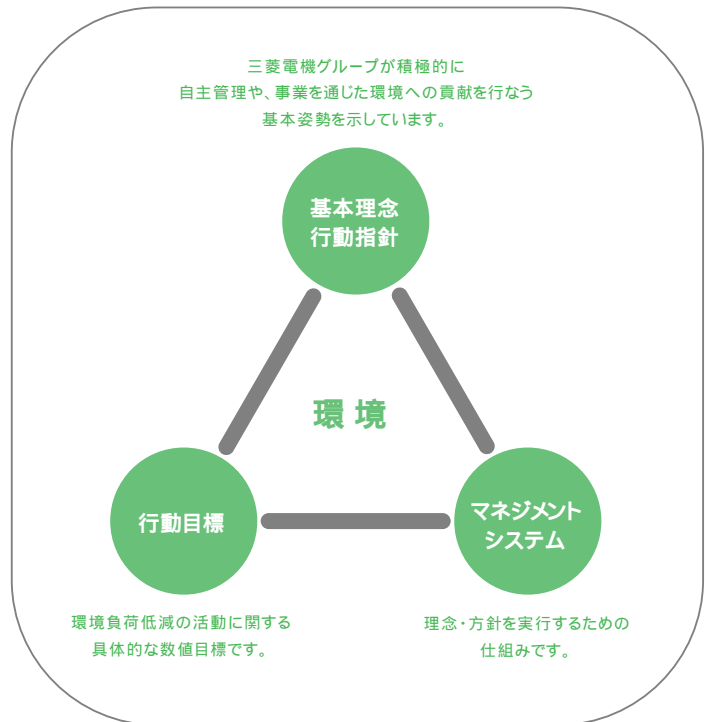 三菱電機グループが積極的に
自主管理や、事業を通じた環境への貢献を行なう
基本姿勢を示しています。
基本理念
行動指針
環境
行動目標
マネジメント
システム
環境負荷低減の活動に関する
具体的な数値目標です。
理念・方針を実行するための
仕組みです。